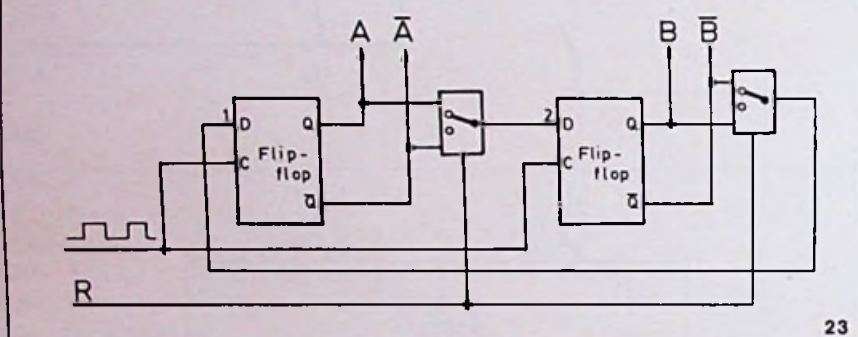 A A̅ B B̅
1 D Q
Flip-
flop
C
Q̅
2 D Q
Flip-
flop
C
Q̅
R
23